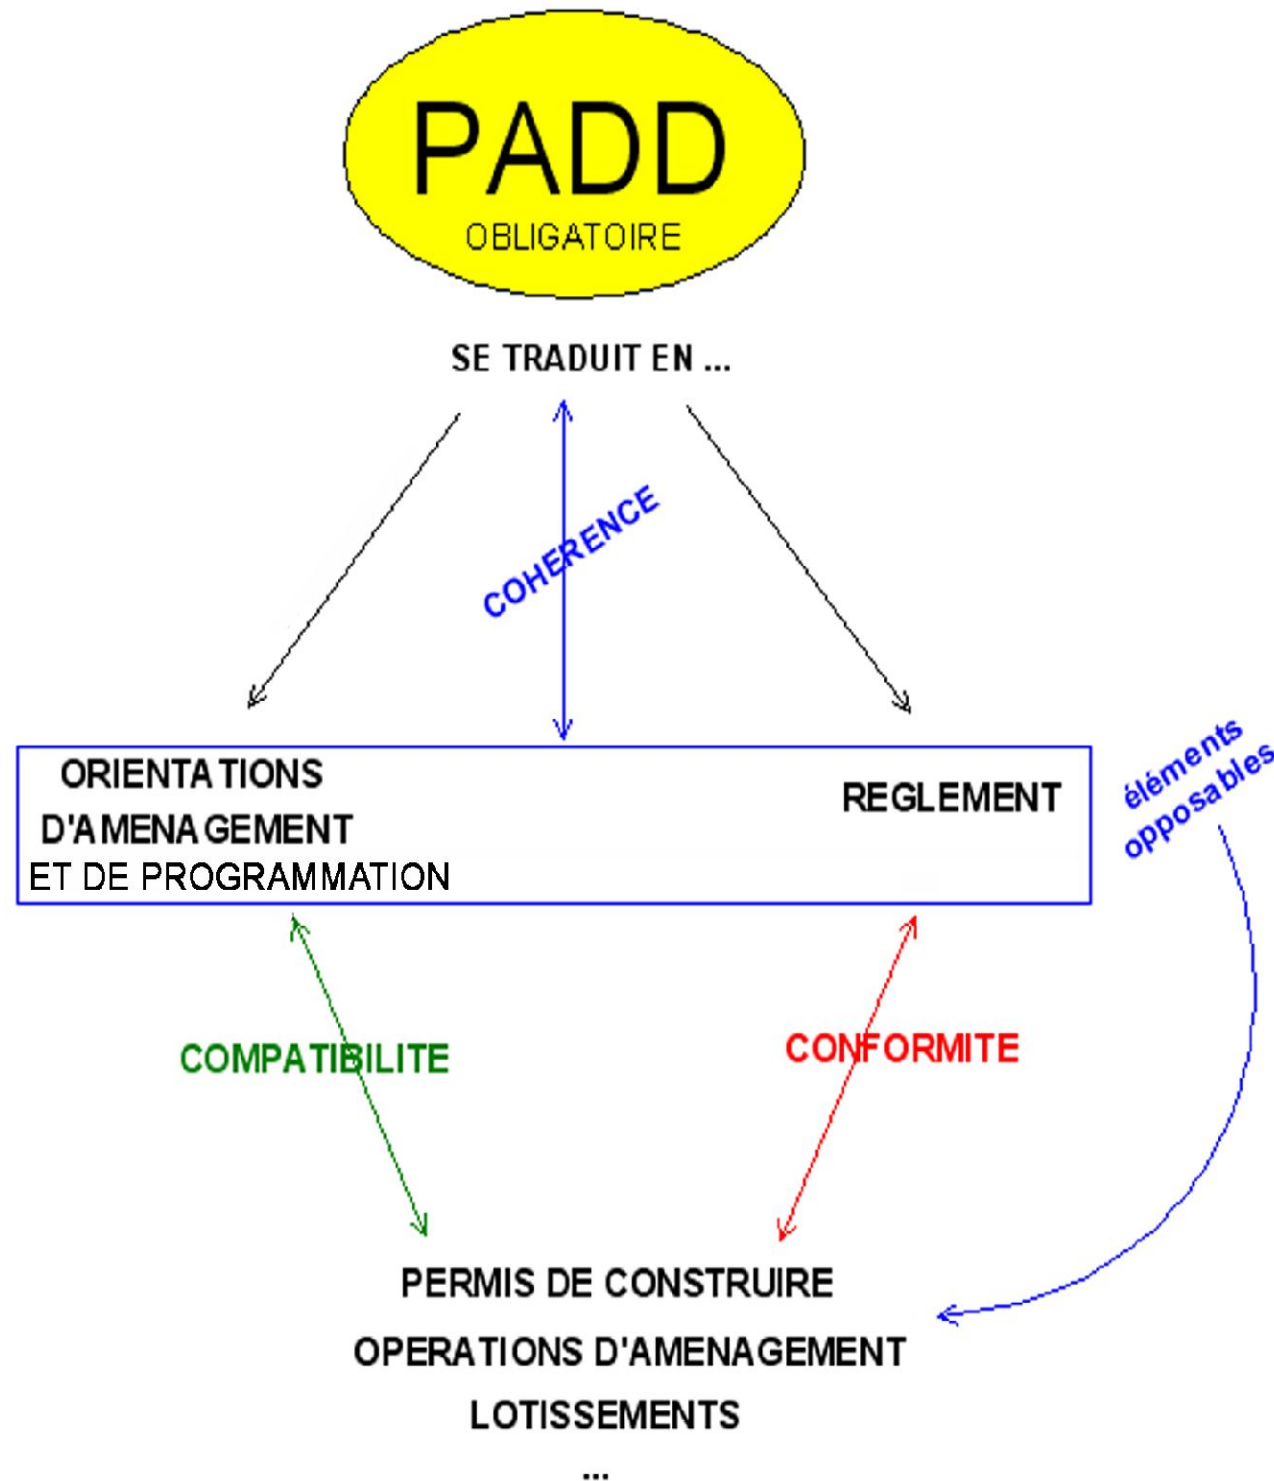 PADD
OBLIGATOIRE
SE TRADUIT EN ...
COHERENCE
ORIENTATIONS
D'AMENAGEMENT
ET DE PROGRAMMATION
REGLEMENT
éléments
opposables
COMPATIBILITE
CONFORMITE
PERMIS DE CONSTRUIRE
OPERATIONS D'AMENAGEMENT
LOTISSEMENTS
...